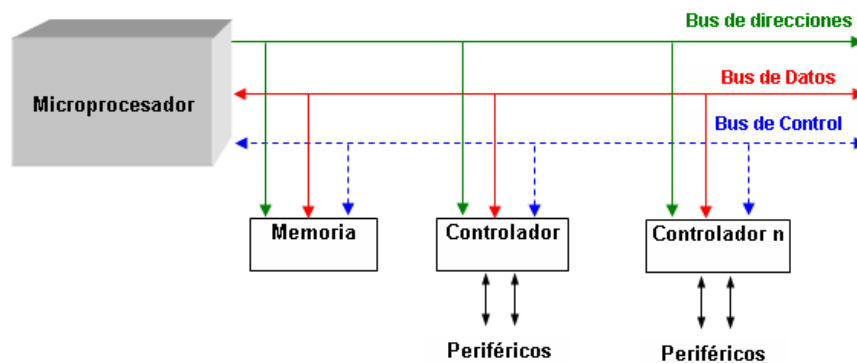 Bus de direcciones
Bus de Datos
Microprocesador
Bus de Control
Memoria
Controlador
Controlador n
Periféricos
Periféricos